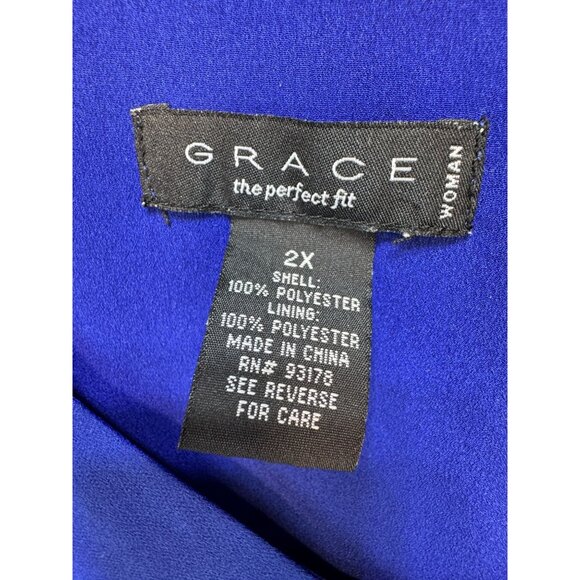 GRACE
the perfect fit
WOMAN
2X
SHELL:
100% POLYESTER
LINING:
100% POLYESTER
MADE IN CHINA
RN# 93178
SEE REVERSE
FOR CARE